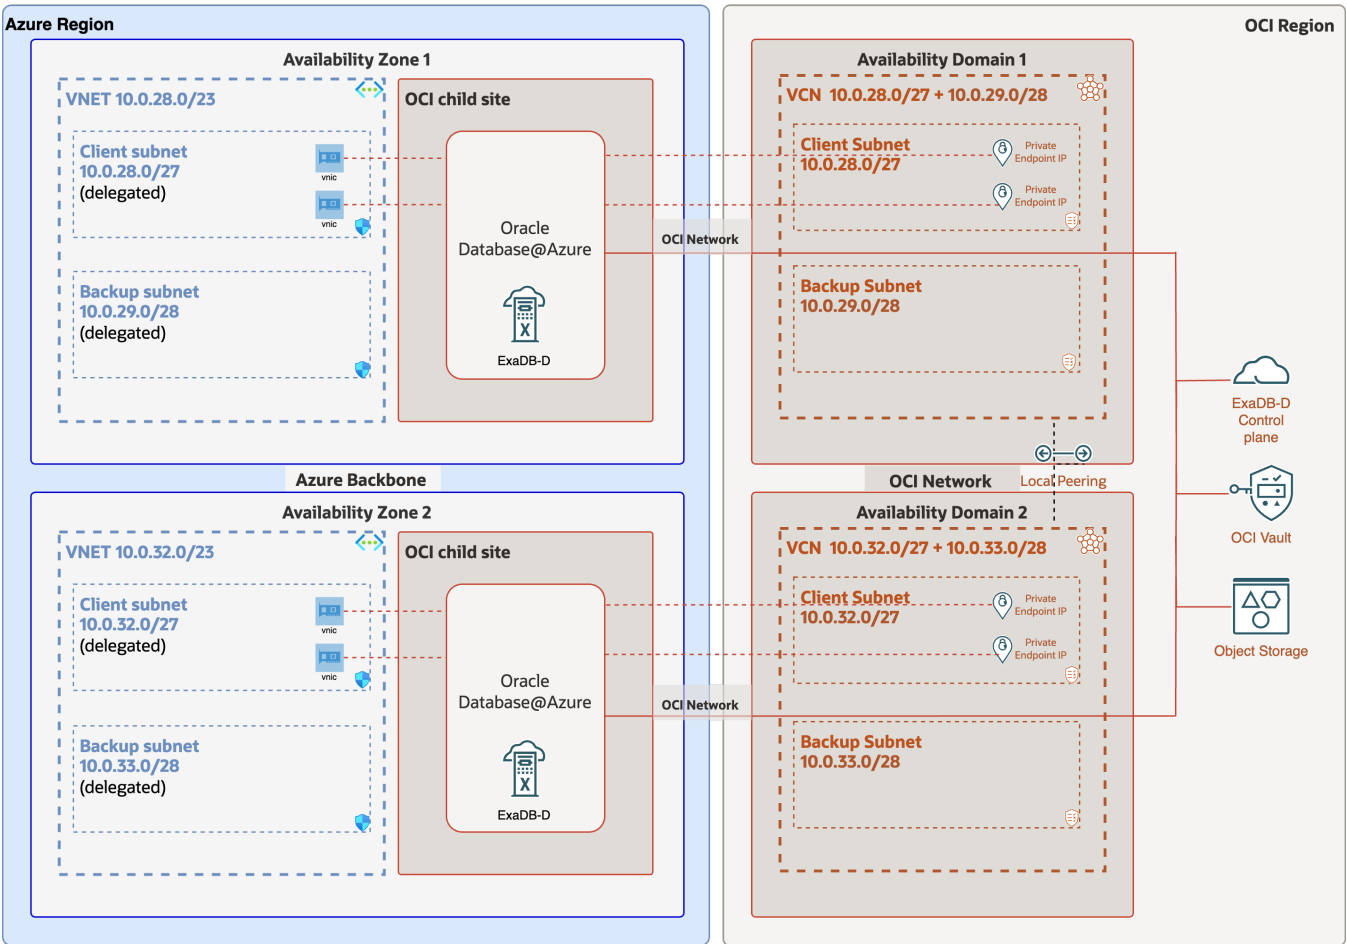 Azure Region
OCI Region
Availability Zone 1
VNET 10.0.28.0/23
Client subnet
10.0.28.0/27
(delegated)
vnic
vnic
Backup subnet
10.0.29.0/28
(delegated)
OCI child site
Oracle
Database@Azure
X
ExaDB-D
OCI Network
Availability Domain 1
VCN 10.0.28.0/27 + 10.0.29.0/28
Client Subnet
10.0.28.0/27
Private
Endpoint IP
Private
Endpoint IP
Backup Subnet
10.0.29.0/28
Azure Backbone
OCI Network
Local Peering
Availability Zone 2
VNET 10.0.32.0/23
Client subnet
10.0.32.0/27
(delegated)
vnic
vnic
Backup subnet
10.0.33.0/28
(delegated)
OCI child site
Oracle
Database@Azure
X
ExaDB-D
OCI Network
Availability Domain 2
VCN 10.0.32.0/27 + 10.0.33.0/28
Client Subnet
10.0.32.0/27
Private
Endpoint IP
Private
Endpoint IP
Backup Subnet
10.0.33.0/28
ExaDB-D
Control
plane
OCI Vault
Object Storage